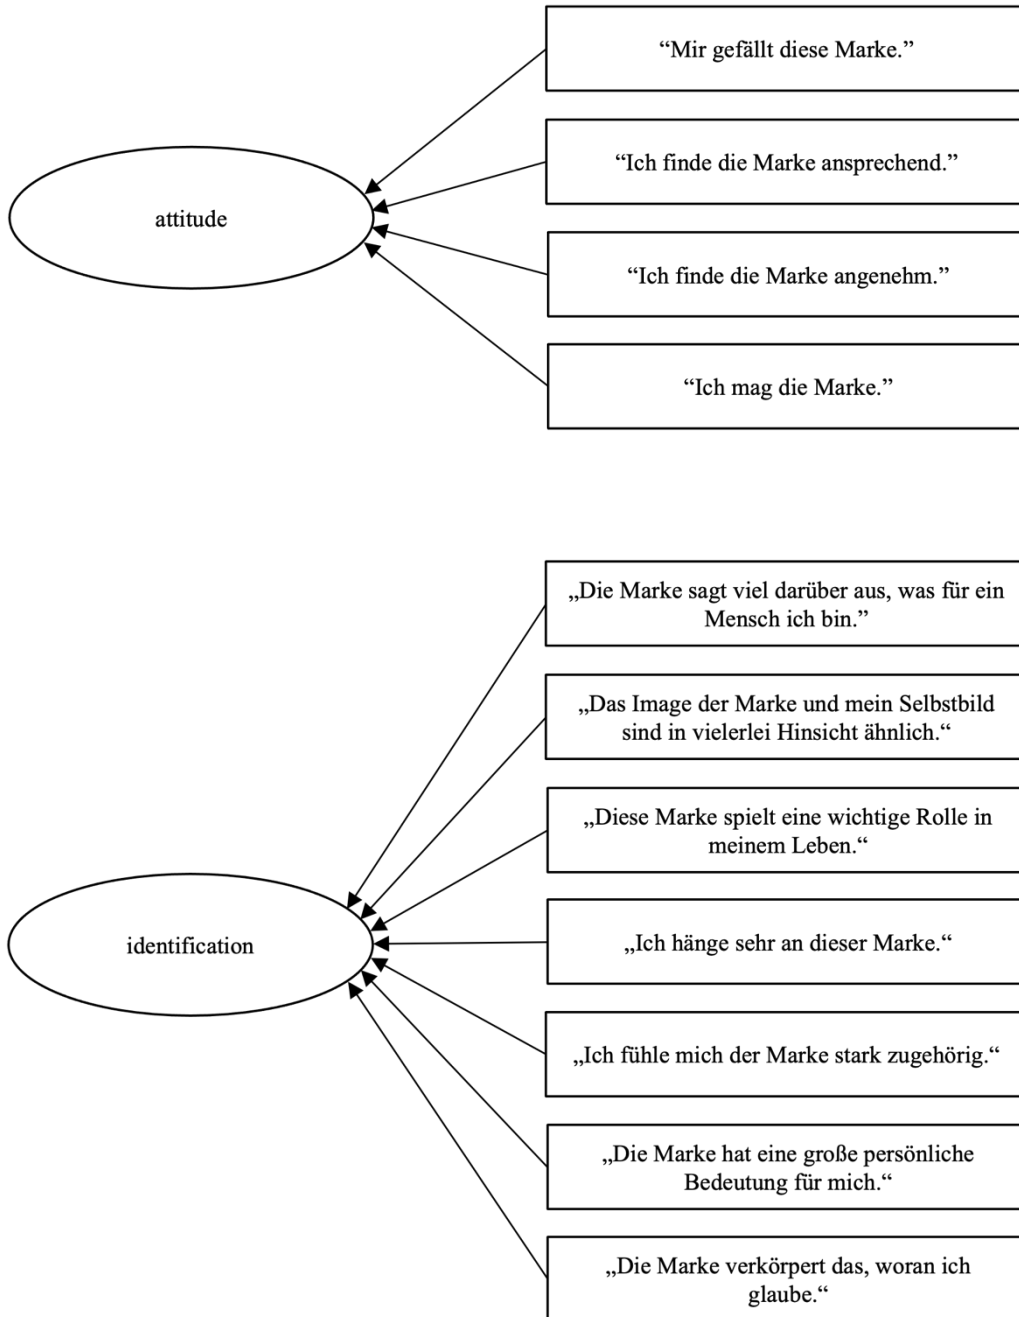 “Mir gefällt diese Marke.”
“Ich finde die Marke ansprechend.”
attitude
“Ich finde die Marke angenehm.”
“Ich mag die Marke.”
„Die Marke sagt viel darüber aus, was für ein
Mensch ich bin.”
„Das Image der Marke und mein Selbstbild
sind in vielerlei Hinsicht ähnlich.“
„Diese Marke spielt eine wichtige Rolle in
meinem Leben.“
identification
„Ich hänge sehr an dieser Marke.“
„Ich fühle mich der Marke stark zugehörig.“
„Die Marke hat eine große persönliche
Bedeutung für mich.“
„Die Marke verkörpert das, woran ich
glaube.“